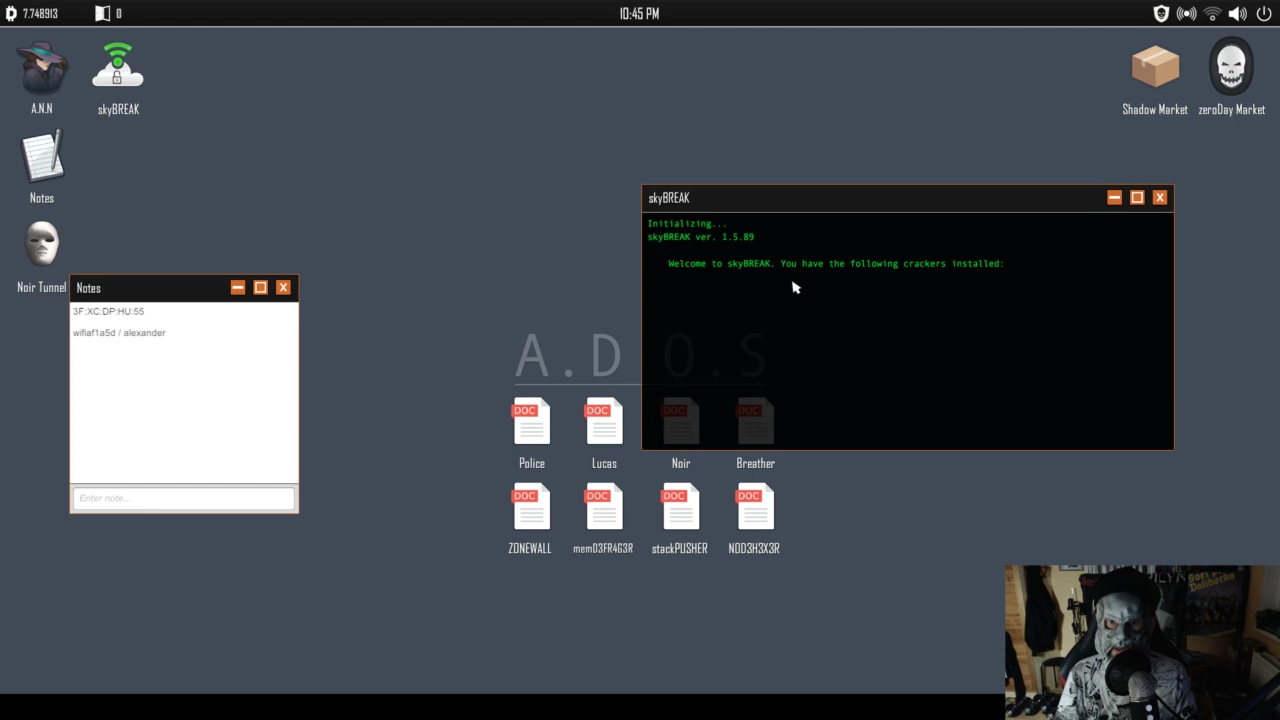 7.748913
0
10:45 PM
A.N.N
skyBREAK
Shadow Market
zeroDay Market
Notes
Noir Tunnel
Notes
3F:XC:DP:HU:55
wifiaf1a5d / alexander
Enter note...
skyBREAK
Initializing...
skyBREAK ver. 1.5.89
Welcome to skyBREAK. You have the following crackers installed:
A.D.O.S
DOC
DOC
DOC
DOC
Police
Lucas
Noir
Breather
DOC
DOC
DOC
DOC
ZONEWALL
memD3FR4G3R
stackPUSHER
NODEH3X3R